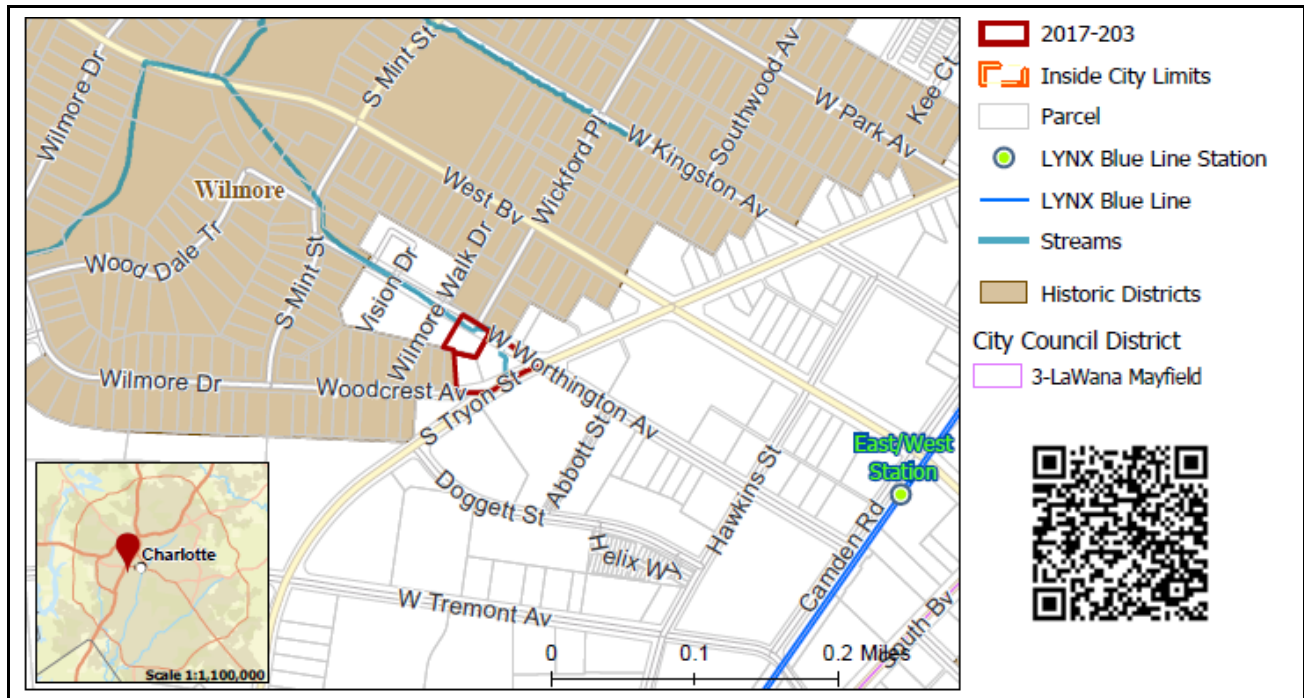 Wilmore Dr
S Mint St
Southwood Av
Kee Ct
W Park Av
W Kingston Av
Wickford Pl
West Bv
Wilmore
Wood Dale Tr
S Mint St
Vision Dr
Wilmore Walk Dr
W Worthington Av
Wilmore Dr
Woodcrest Av
S Tryon St
Abbott St
Doggett St
Hawkins St
East/West
Station
Helix Wy
Camden Rd
W Tremont Av
South Bv
0 0.1 0.2 Miles
Charlotte
Scale 1:1,100,000
2017-203
Inside City Limits
Parcel
LYNX Blue Line Station
LYNX Blue Line
Streams
Historic Districts
City Council District
3-LaWana Mayfield